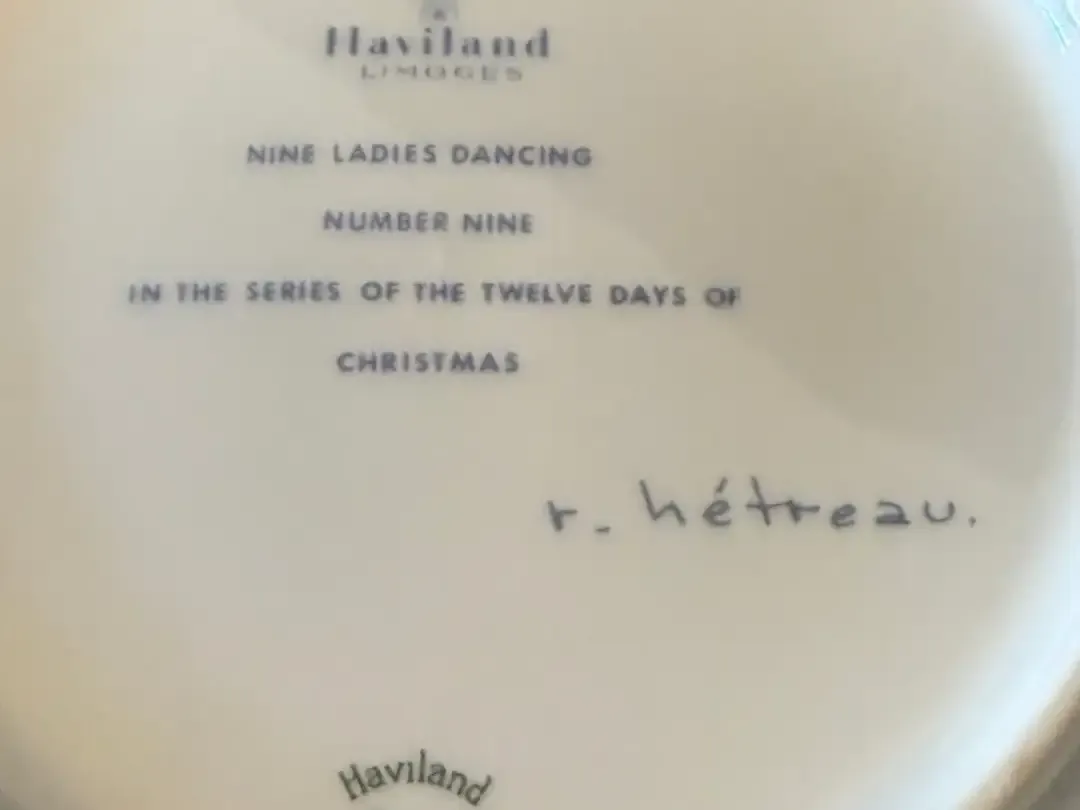 Haviland
LIMOGES
NINE LADIES DANCING
NUMBER NINE
IN THE SERIES OF THE TWELVE DAYS OF
CHRISTMAS
r. hétreau.
Haviland